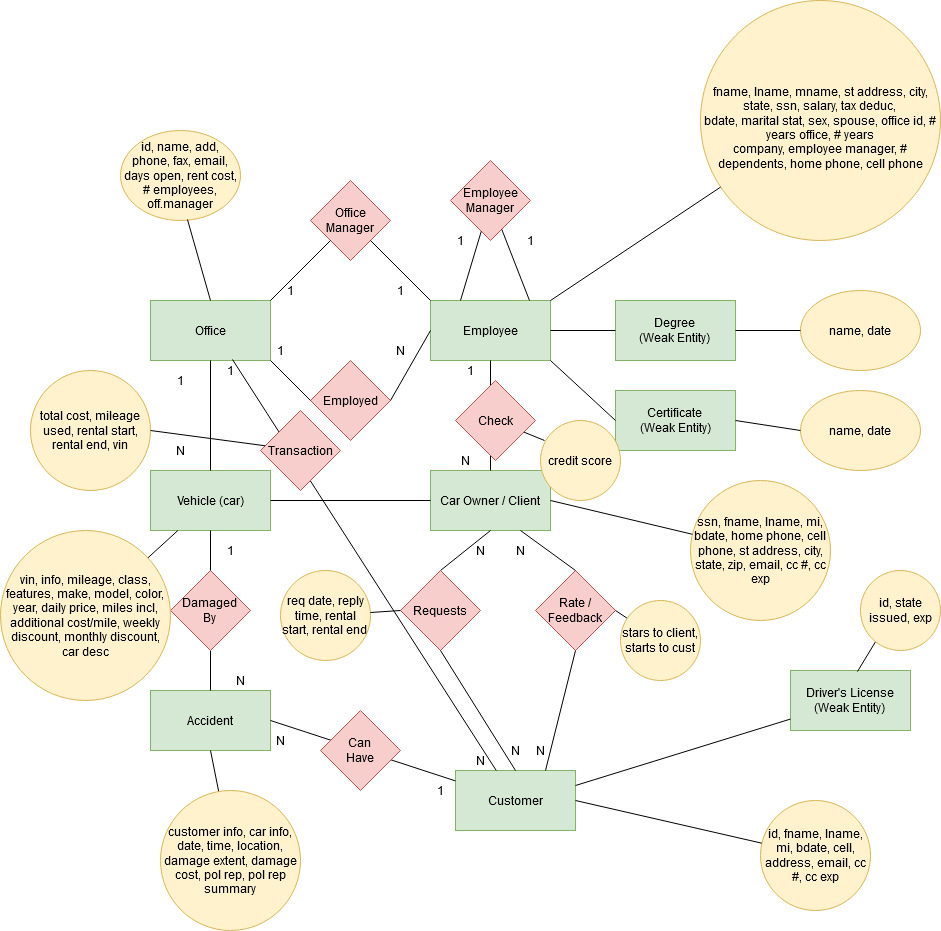 fname, lname, mname, st address, city,
state, ssn, salary, tax deduc,
bdate, marital stat, sex, spouse, office id, #
years office, # years
company, employee manager, #
dependents, home phone, cell phone
id, name, add,
phone, fax, email,
days open, rent cost,
# employees,
off.manager
Office
Manager
Employee
Manager
1
1
1
1
Office
Employee
Degree
(Weak Entity)
name, date
1
N
1
1
1
Employed
Check
Certificate
(Weak Entity)
name, date
total cost, mileage
used, rental start,
rental end, vin
N
Transaction
N
credit score
Vehicle (car)
Car Owner / Client
ssn, fname, lname, mi,
bdate, home phone, cell
phone, st address, city,
state, zip, email, cc #, cc
exp
1
N
N
vin, info, mileage, class,
features, make, model, color,
year, daily price, miles incl,
additional cost/mile, weekly
discount, monthly discount,
car desc
Damaged
By
req date, reply
time, rental
start, rental end
Requests
Rate /
Feedback
stars to client,
starts to cust
id, state
issued, exp
N
Accident
Driver's License
(Weak Entity)
N
Can
Have
N
N
N
1
Customer
customer info, car info,
date, time, location,
damage extent, damage
cost, pol rep, pol rep
summary
id, fname, lname,
mi, bdate, cell,
address, email, cc
#, cc exp